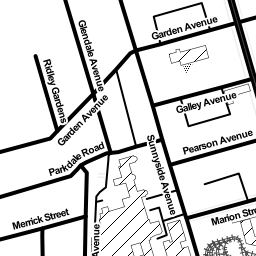 Garden Avenue
Glendale Avenue
Ridley Gardens
Galley Avenue
Garden Avenue
Pearson Avenue
Parkdale Road
Sunnyside Avenue
Merrick Street
Marion Stre
Avenue